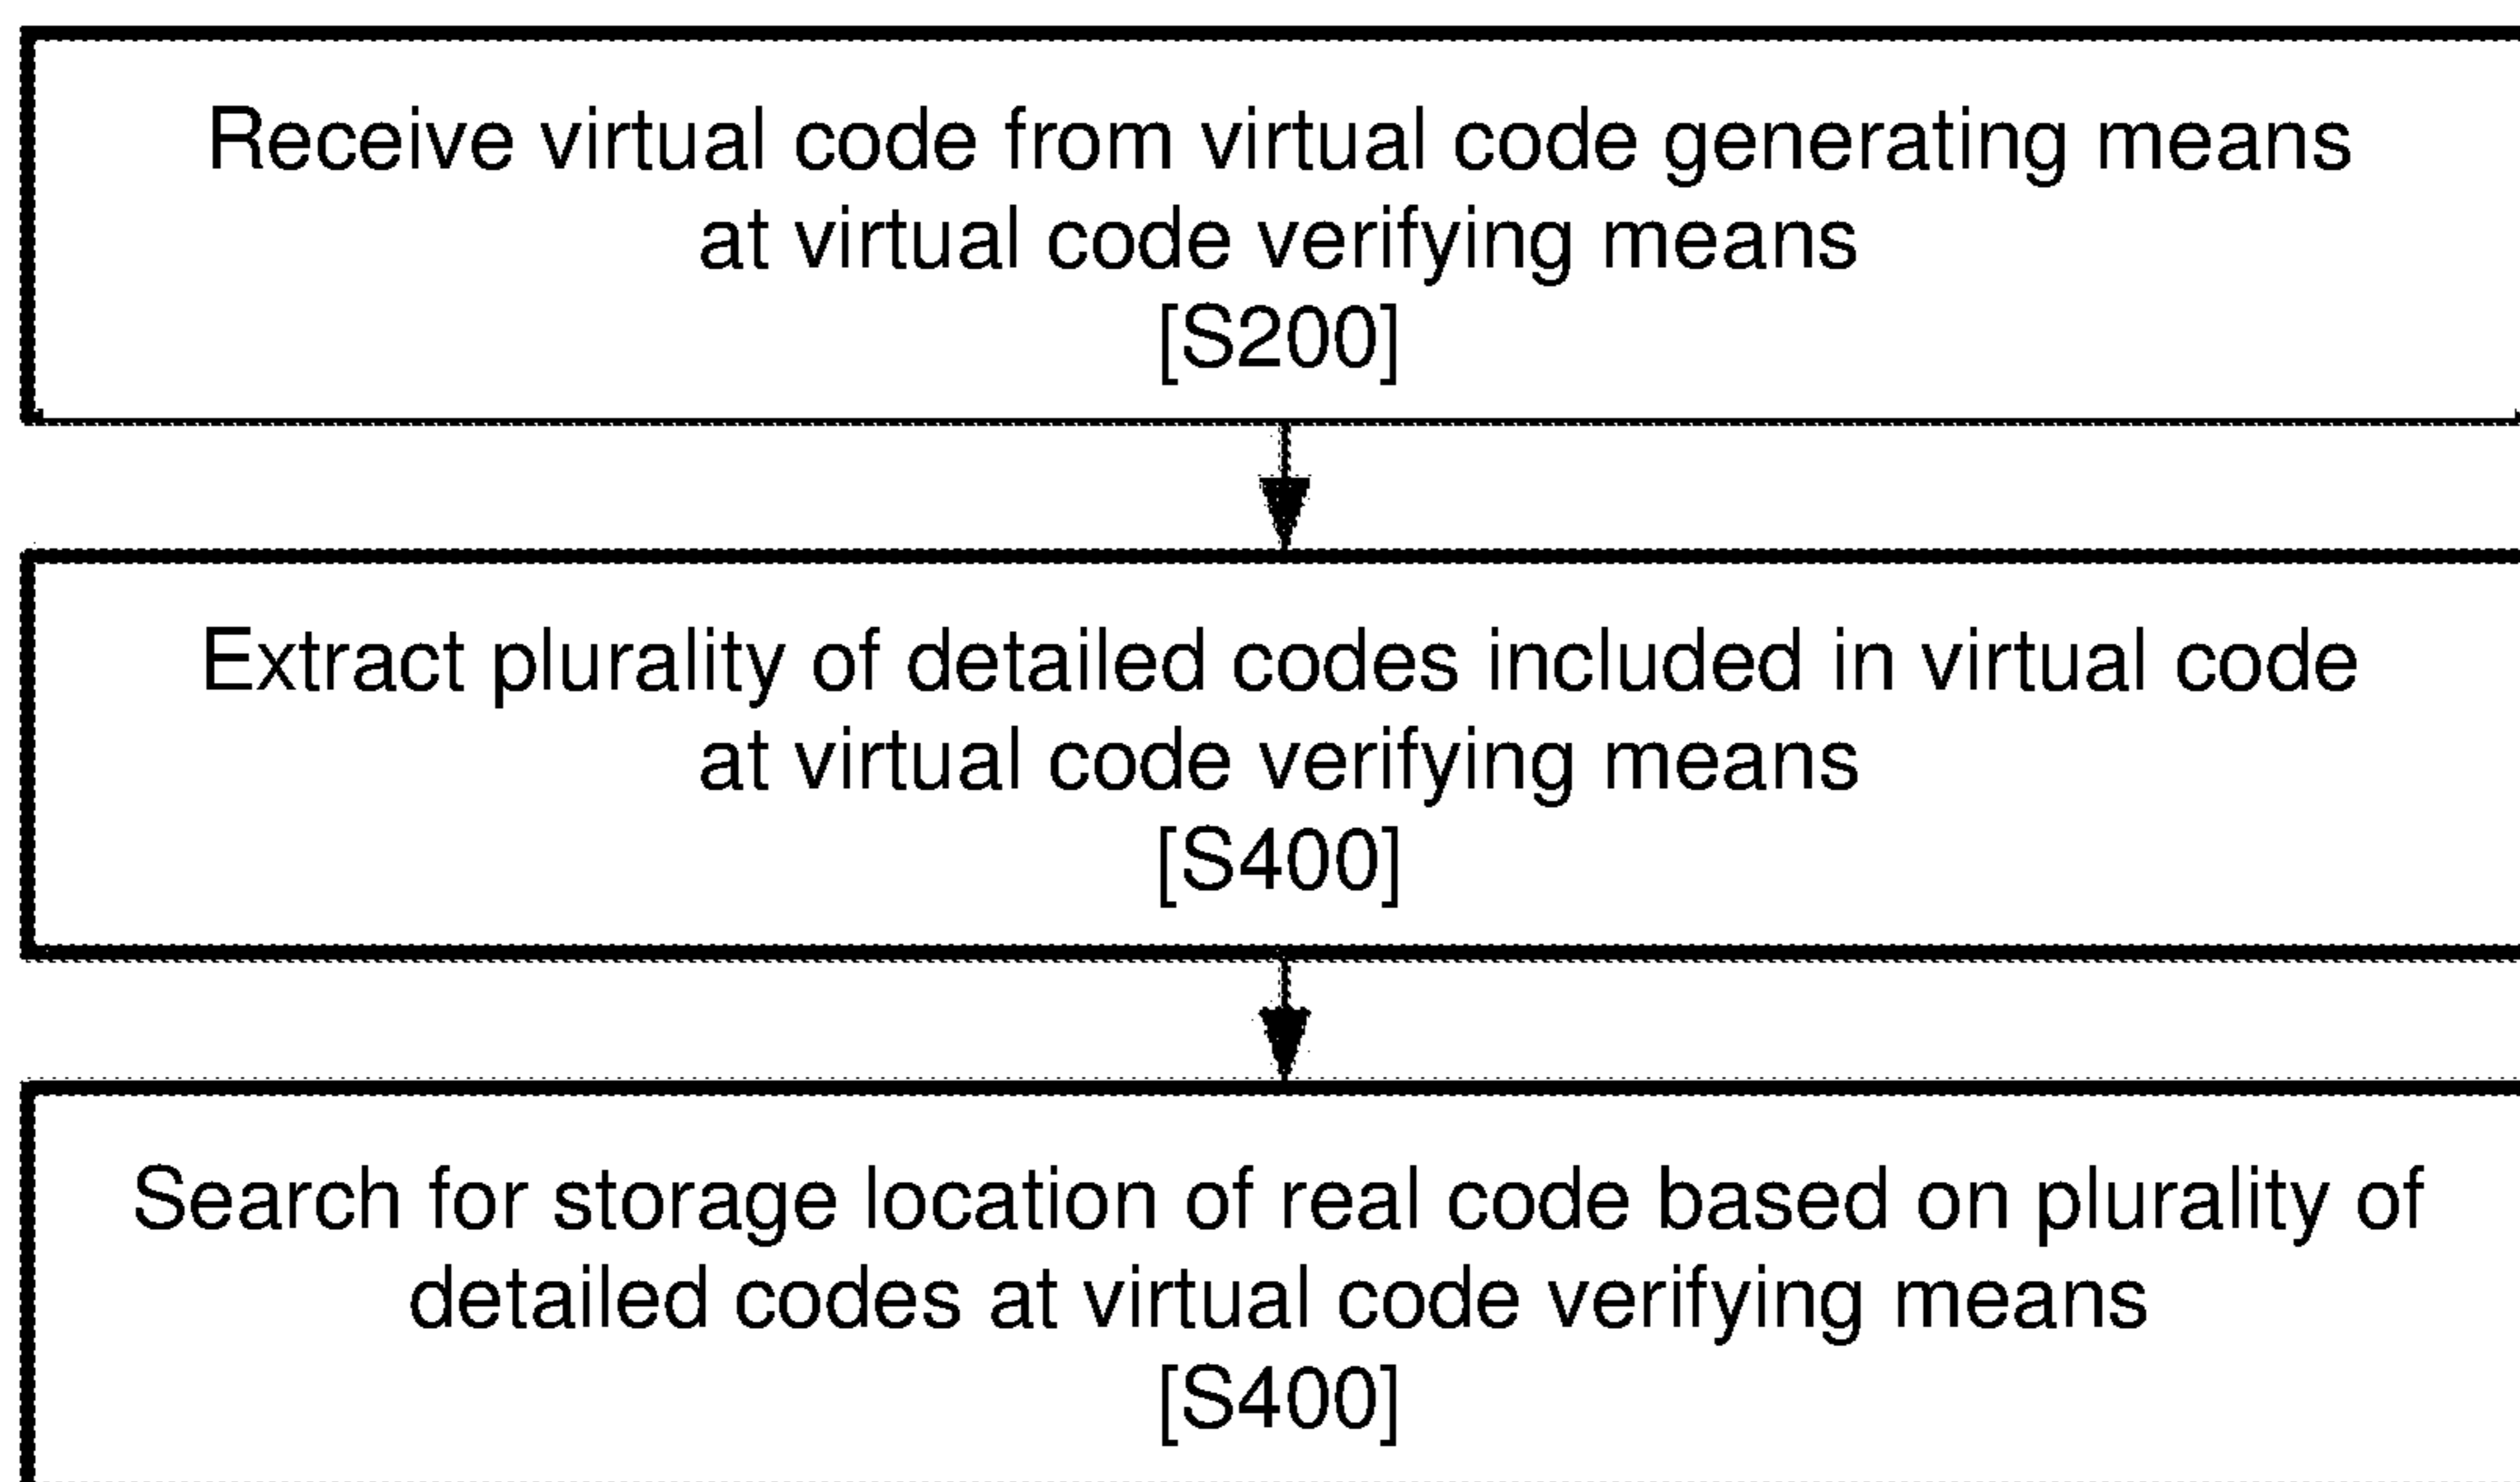 Receive virtual code from virtual code generating means
at virtual code verifying means
[S200]
Extract plurality of detailed codes included in virtual code
at virtual code verifying means
[S400]
Search for storage location of real code based on plurality of
detailed codes at virtual code verifying means
[S400]